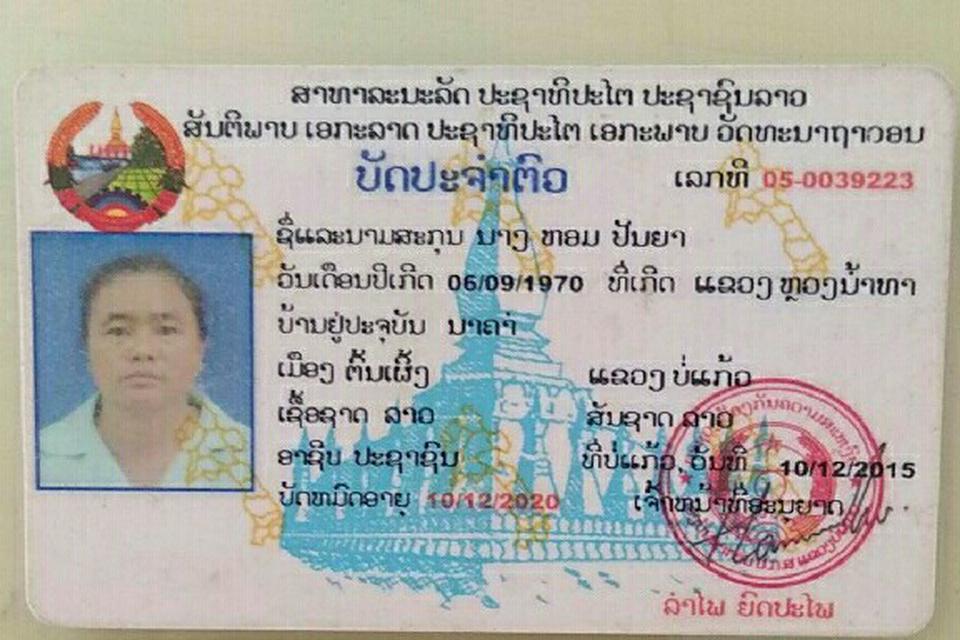 ສາທາລະນະລັດ ປະຊາທິປະໄຕ ປະຊາຊົນລາວ
ສັນຕິພາບ ເອກະລາດ ປະຊາທິປະໄຕ ເອກະພາບ ວັດທະນາຖາວອນ
ບັດປະຈຳຕົວ
ເລກທີ 05-0039223
ຊື່ແລະນາມສະກຸນ ນາງ ຫອມ ປັນຍາ
ວັນເດືອນປີເກີດ 06/09/1970 ທີ່ເກີດ ແຂວງ ຫຼວງນ້ຳທາ
ບ້ານຢູ່ປະຈຸບັນ ນາຄ່າ
ເມືອງ ຕົ້ນເຜິ້ງ ແຂວງ ບໍ່ແກ້ວ
ເຊື້ອຊາດ ລາວ ສັນຊາດ ລາວ
ອາຊີບ ປະຊາຊົນ ທີ່ບໍ່ແກ້ວ, ວັນທີ 10/12/2015
ບັດຫມົດອາຍຸ 10/12/2020 ເຈົ້າຫນ້າທີ່ອະນຸຍາດ
ລຳໄພ ຍົດປະໄພ